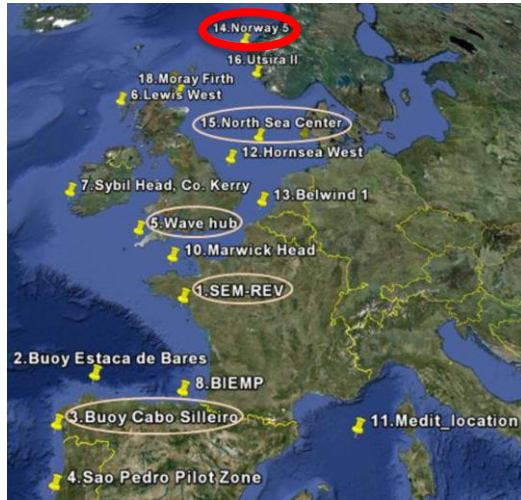 14.Norway 5
16.Utsira II
18.Moray Firth
6.Lewis West
15.North Sea Center
12.Hornsea West
7.Sybil Head, Co. Kerry
13.Belwind 1
5.Wave hub
10.Marwick Head
1.SEM-REV
2.Buoy Estaca de Bares
8.BIEMP
3.Buoy Cabo Silleiro
11.Medit_location
4.Sao Pedro Pilot Zone